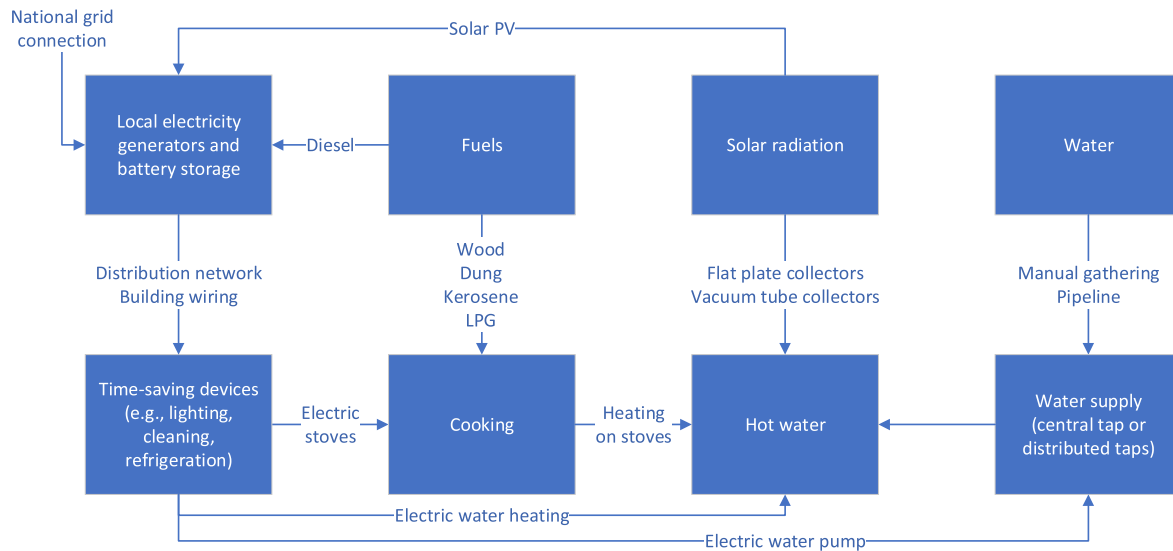 National grid
connection
Solar PV
Local electricity
generators and
battery storage
Diesel
Fuels
Solar radiation
Water
Distribution network
Building wiring
Wood
Dung
Kerosene
LPG
Flat plate collectors
Vacuum tube collectors
Manual gathering
Pipeline
Time-saving devices
(e.g., lighting,
cleaning,
refrigeration)
Electric
stoves
Cooking
Heating
on stoves
Hot water
Water supply
(central tap or
distributed taps)
Electric water heating
Electric water pump